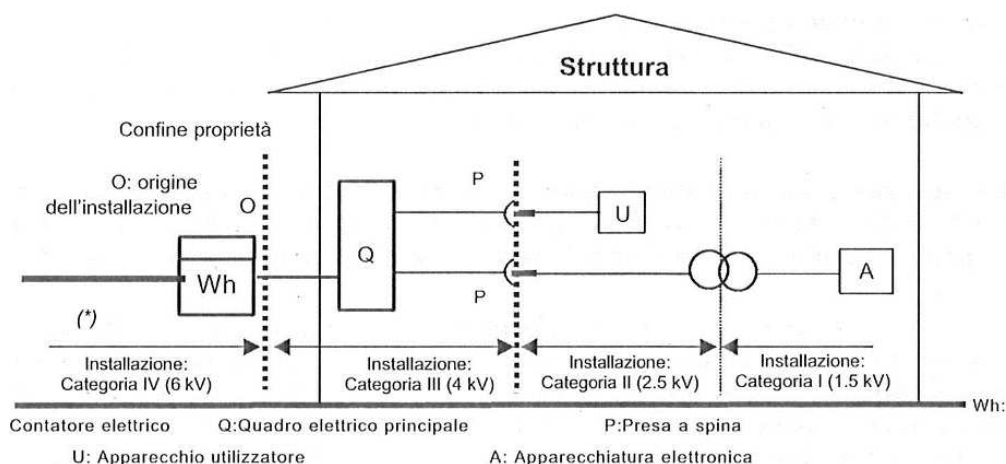 Struttura
Confine proprietà
O: origine
dell'installazione
O
P
U
Q
Wh
A
P
(*)
Installazione:
Categoria IV (6 kV)
Installazione:
Categoria III (4 kV)
Installazione:
Categoria II (2.5 kV)
Installazione:
Categoria I (1.5 kV)
Wh:
Contatore elettrico
Q:Quadro elettrico principale
P:Presa a spina
U: Apparecchio utilizzatore
A: Apparecchiatura elettronica